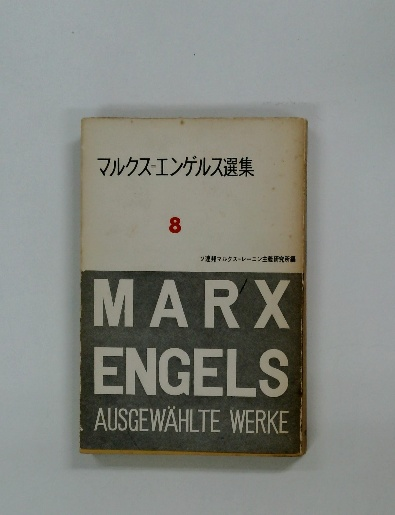 マルクス=エンゲルス選集
8
ソ連邦マルクス=レーニン主義研究所編
MARX
ENGELS
AUSGEWÄHLTE WERKE